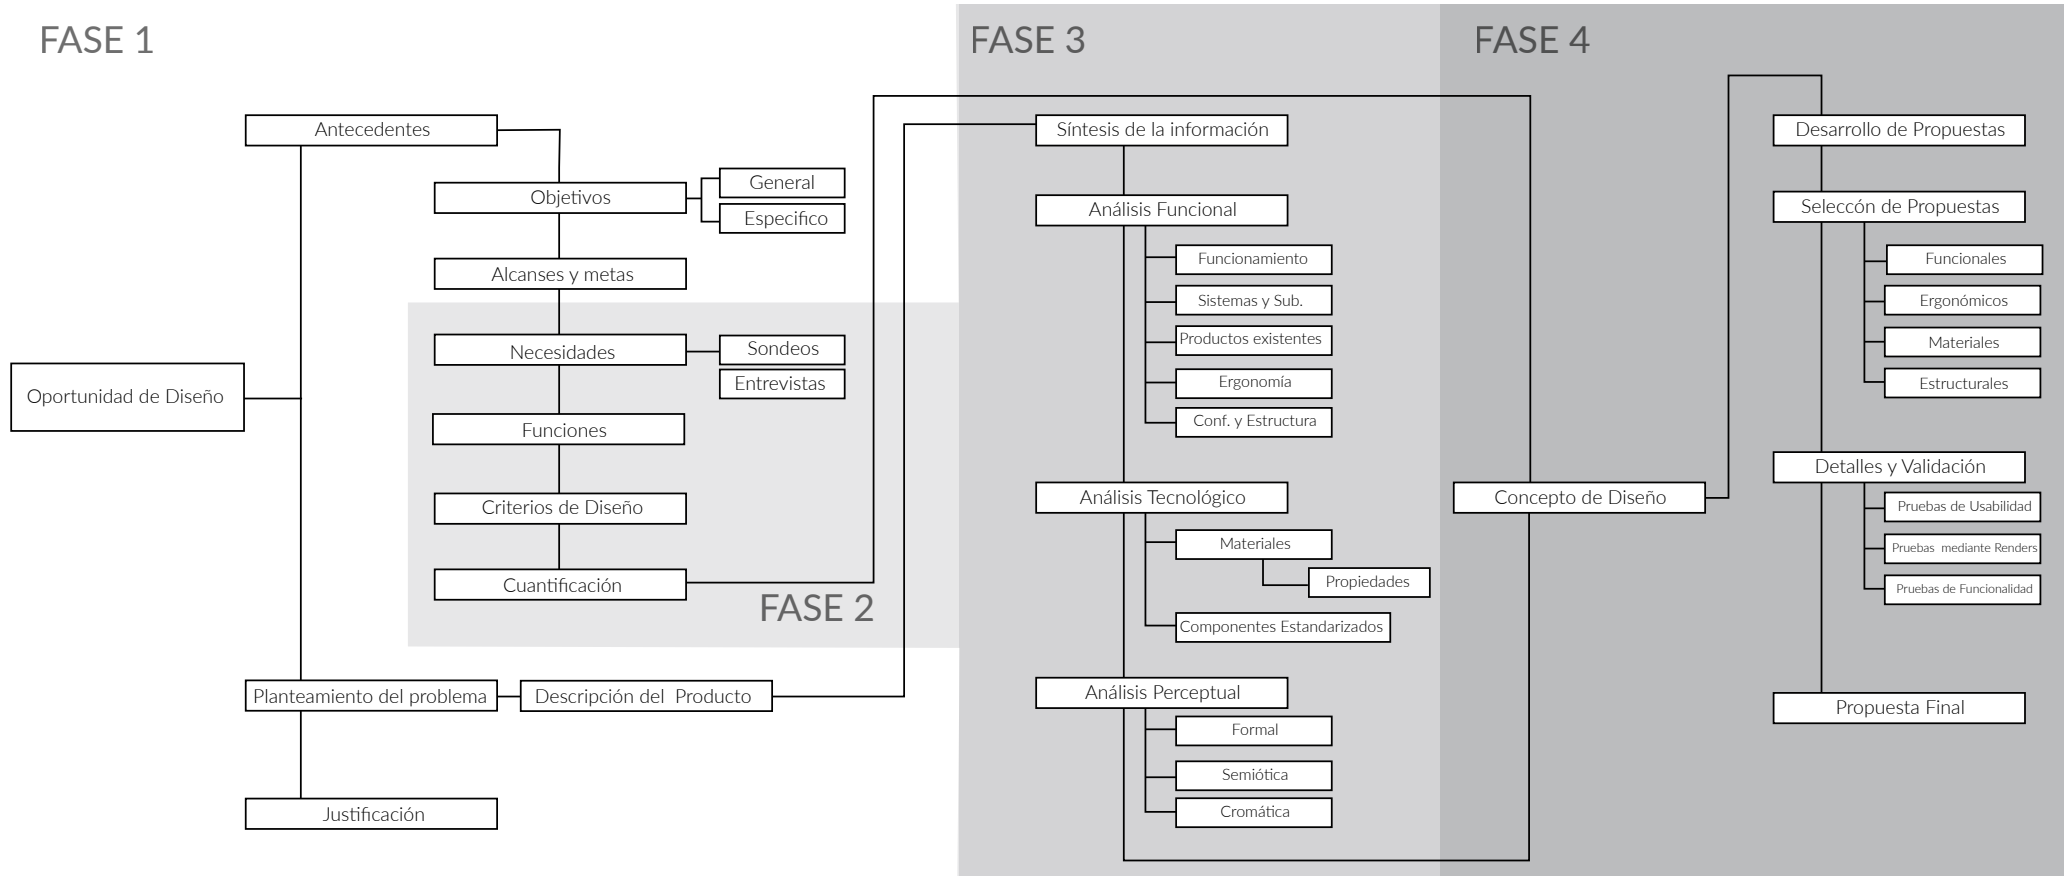 FASE 1
Oportunidad de Diseño
Antecedentes
Objetivos
General
Especifico
Alcanses y metas
Necesidades
Sondeos
Entrevistas
Funciones
Criterios de Diseño
Cuantificación
FASE 2
Planteamiento del problema
Descripción del  Producto
Justificación
FASE 3
Síntesis de la información
Análisis Funcional
Funcionamiento
Sistemas y Sub.
Productos existentes
Ergonomía
Conf. y Estructura
Análisis Tecnológico
Materiales
Propiedades
Componentes Estandarizados
Análisis Perceptual
Formal
Semiótica
Cromática
FASE 4
Concepto de Diseño
Desarrollo de Propuestas
Seleccón de Propuestas
Funcionales
Ergonómicos
Materiales
Estructurales
Detalles y Validación
Pruebas de Usabilidad
Pruebas  mediante Renders
Pruebas de Funcionalidad
Propuesta Final